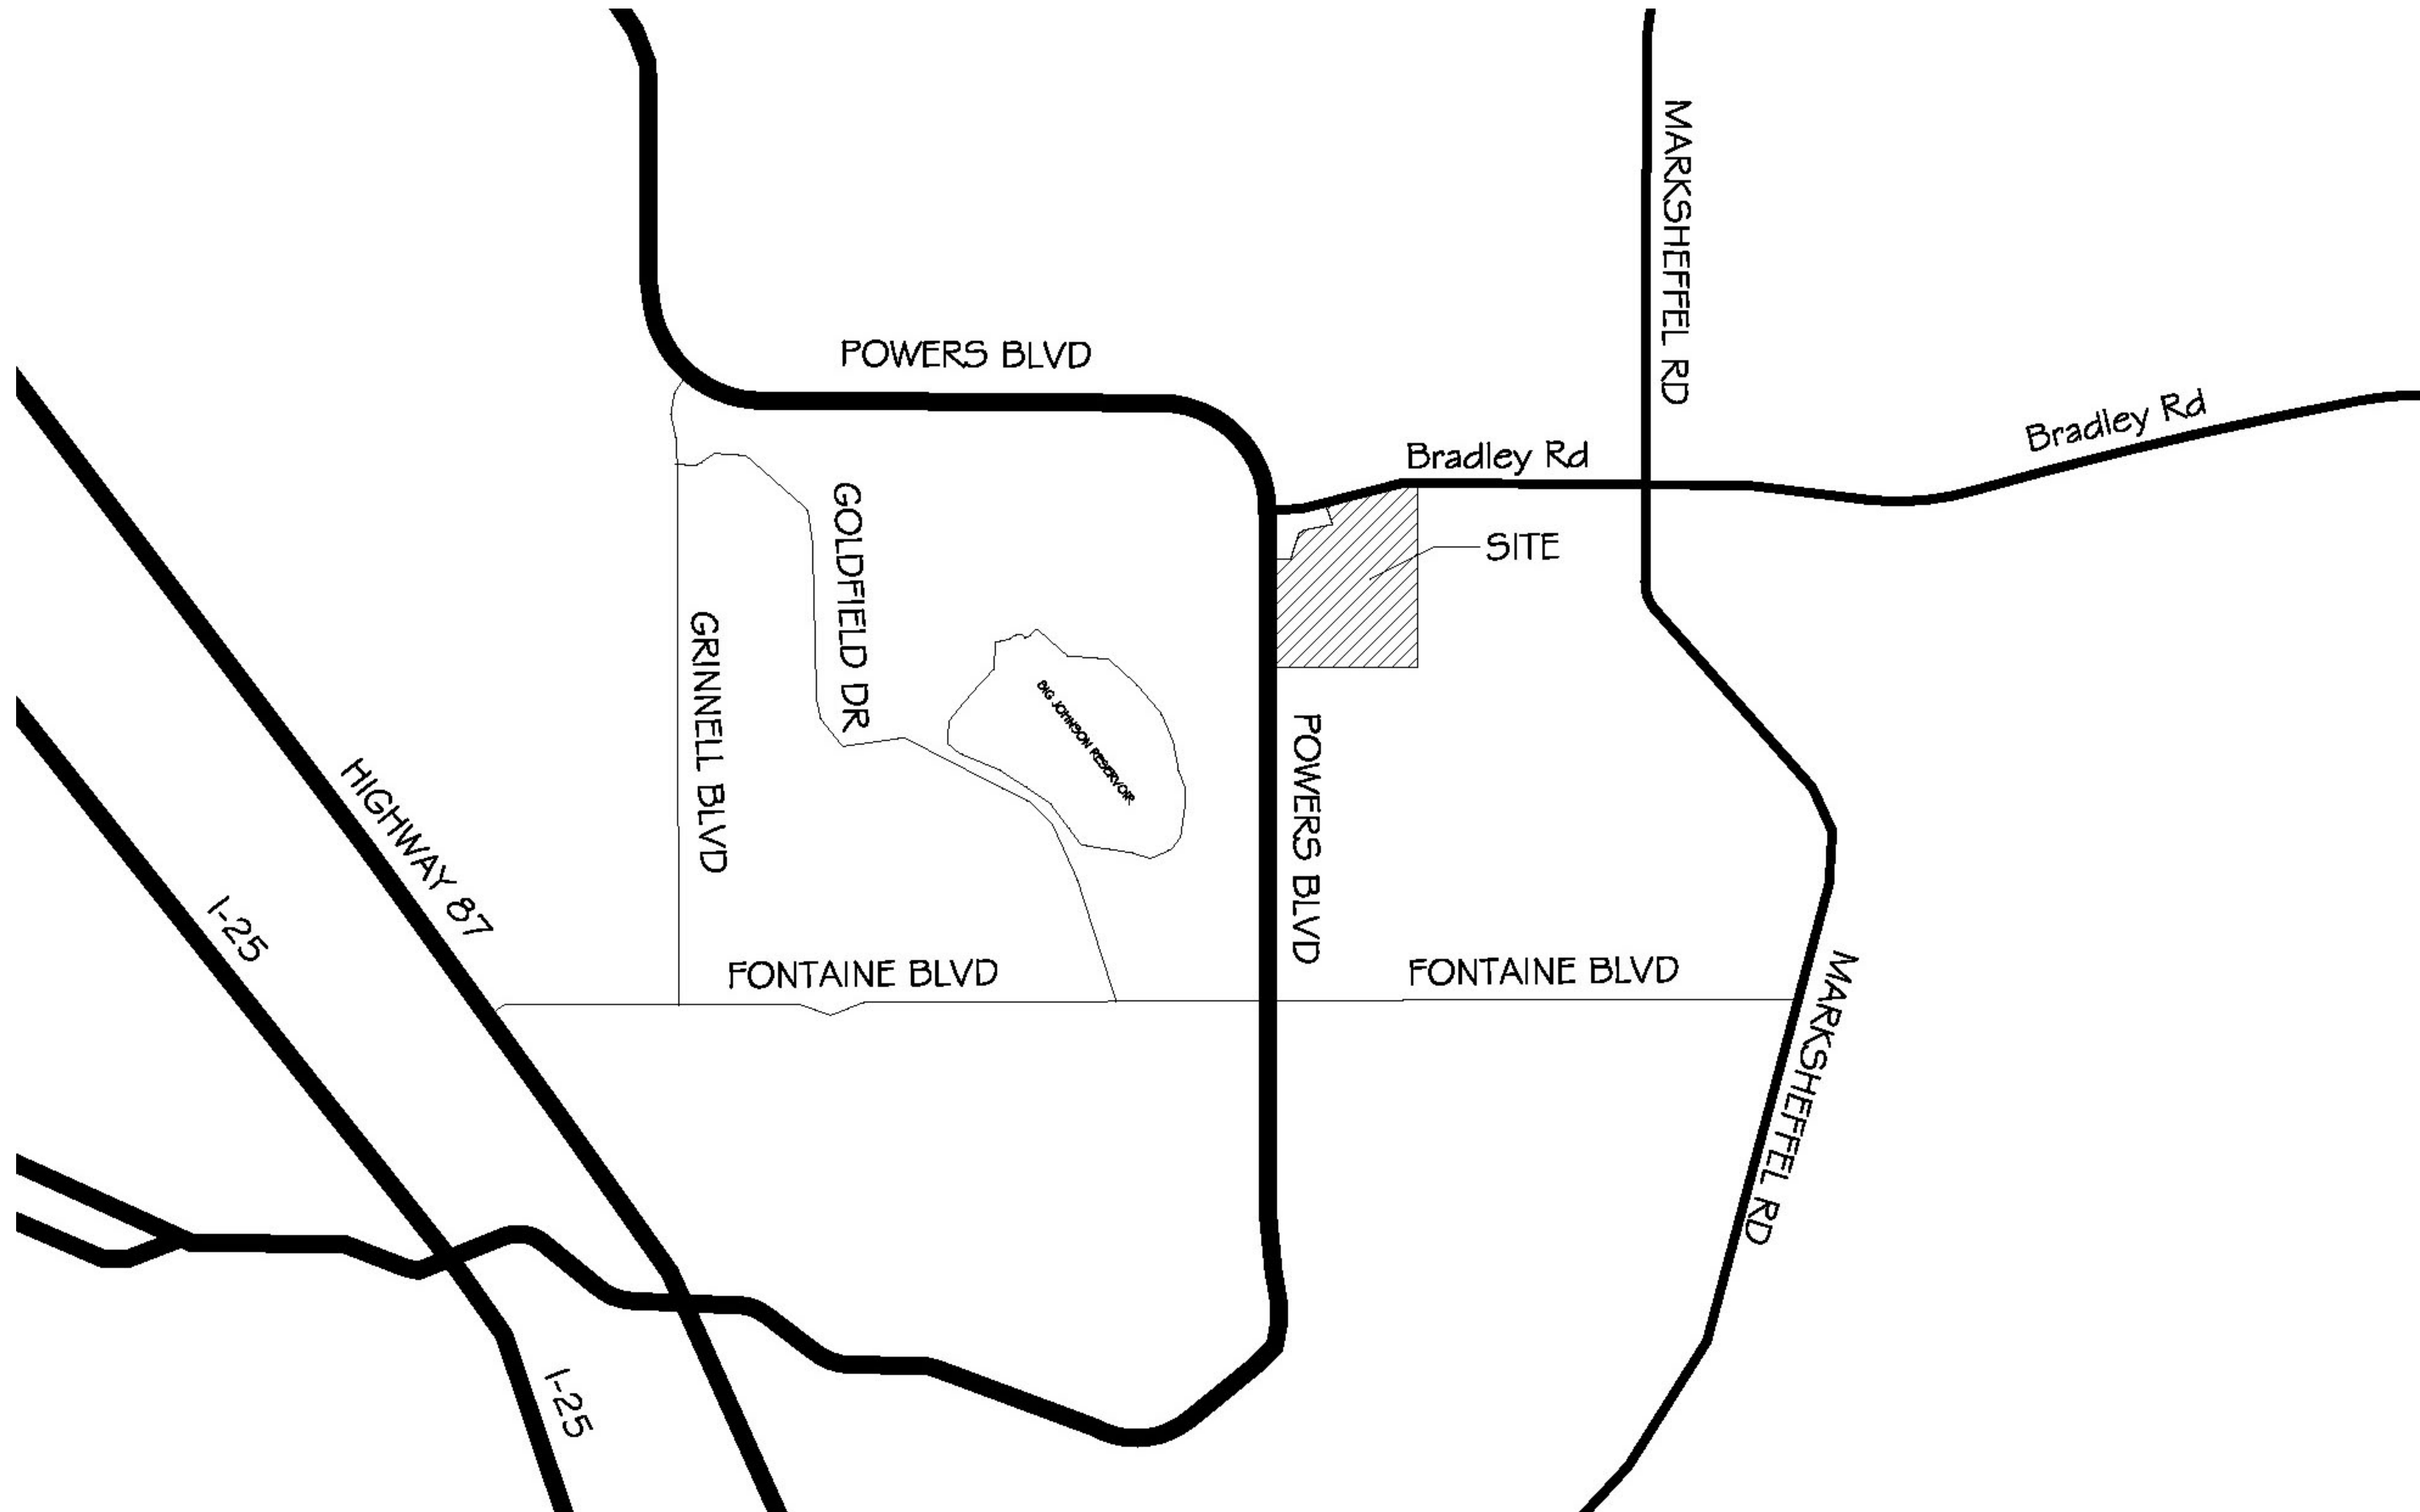 MARKSHEFFEL RD
POWERS BLVD
Bradley Rd
Bradley Rd
SITE
GOLDFIELD DR
GRINNELL BLVD
BIG JOHNSON RESERVOIR
POWERS BLVD
HIGHWAY 87
I-25
FONTAINE BLVD
FONTAINE BLVD
MARKSHEFFEL RD
I-25